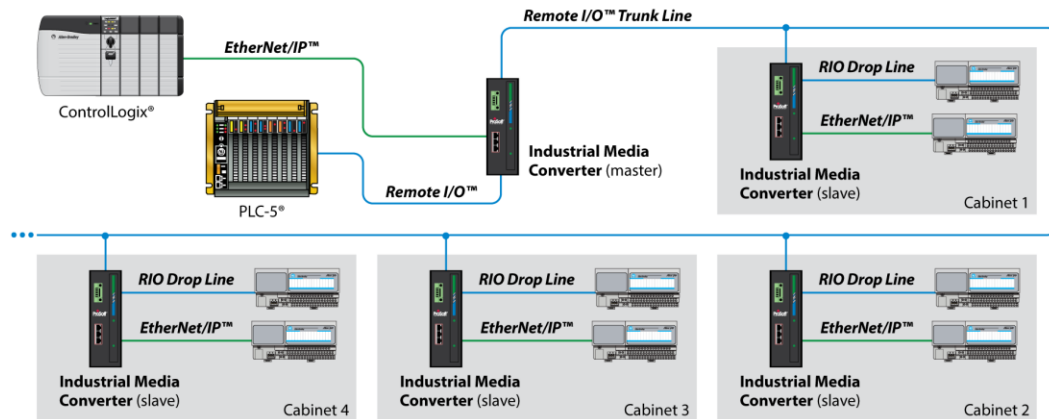 Remote I/O™ Trunk Line
EtherNet/IP™
ControlLogix®
PLC-5®
Remote I/O™
Industrial Media
Converter (master)
RIO Drop Line
EtherNet/IP™
Industrial Media
Converter (slave)
Cabinet 1
RIO Drop Line
EtherNet/IP™
Industrial Media
Converter (slave)
Cabinet 4
RIO Drop Line
EtherNet/IP™
Industrial Media
Converter (slave)
Cabinet 3
RIO Drop Line
EtherNet/IP™
Industrial Media
Converter (slave)
Cabinet 2